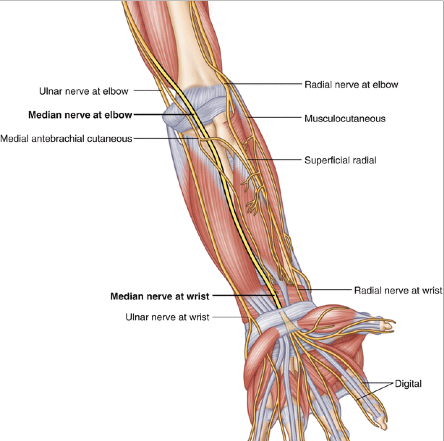 Ulnar nerve at elbow
Radial nerve at elbow
Median nerve at elbow
Musculocutaneous
Medial antebrachial cutaneous
Superficial radial
Median nerve at wrist
Radial nerve at wrist
Ulnar nerve at wrist
Digital